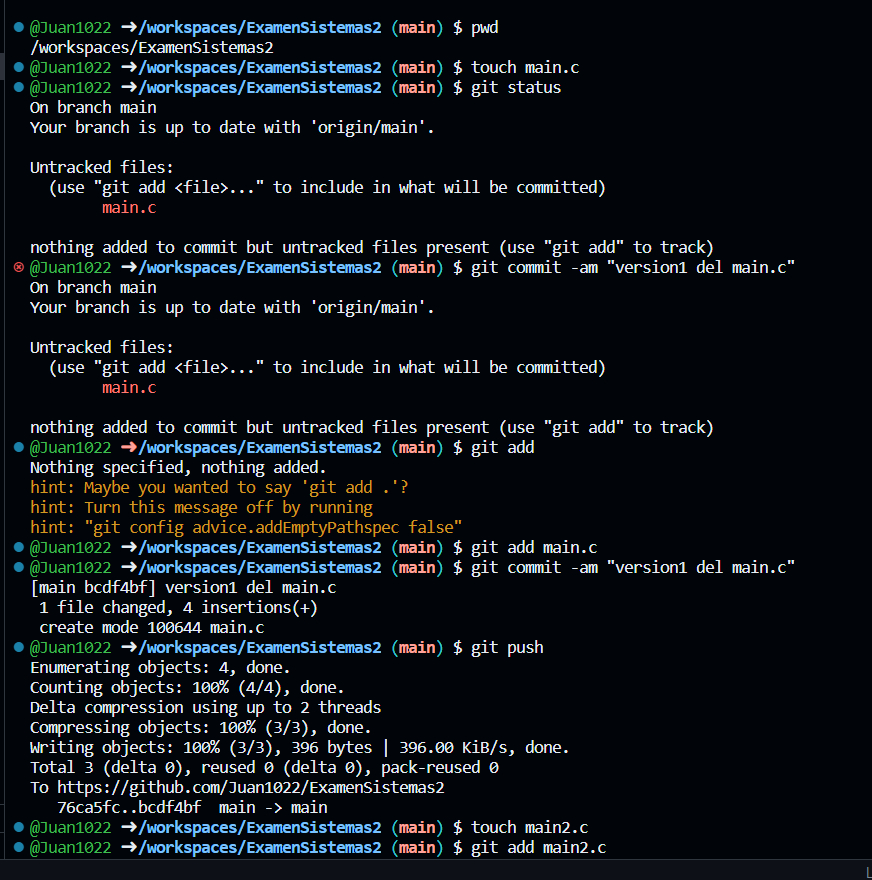 @Juan1022 ➜/workspaces/ExamenSistemas2 (main) $ pwd
/workspaces/ExamenSistemas2
@Juan1022 ➜/workspaces/ExamenSistemas2 (main) $ touch main.c
@Juan1022 ➜/workspaces/ExamenSistemas2 (main) $ git status
On branch main
Your branch is up to date with 'origin/main'.
Untracked files:
(use "git add <file>..." to include in what will be committed)
main.c
nothing added to commit but untracked files present (use "git add" to track)
@Juan1022 ➜/workspaces/ExamenSistemas2 (main) $ git commit -am "version1 del main.c"
On branch main
Your branch is up to date with 'origin/main'.
Untracked files:
(use "git add <file>..." to include in what will be committed)
main.c
nothing added to commit but untracked files present (use "git add" to track)
@Juan1022 ➜/workspaces/ExamenSistemas2 (main) $ git add
Nothing specified, nothing added.
hint: Maybe you wanted to say 'git add .'?
hint: Turn this message off by running
hint: "git config advice.addEmptyPathspec false"
@Juan1022 ➜/workspaces/ExamenSistemas2 (main) $ git add main.c
@Juan1022 ➜/workspaces/ExamenSistemas2 (main) $ git commit -am "version1 del main.c"
[main bcdf4bf] version1 del main.c
1 file changed, 4 insertions(+)
create mode 100644 main.c
@Juan1022 ➜/workspaces/ExamenSistemas2 (main) $ git push
Enumerating objects: 4, done.
Counting objects: 100% (4/4), done.
Delta compression using up to 2 threads
Compressing objects: 100% (3/3), done.
Writing objects: 100% (3/3), 396 bytes | 396.00 KiB/s, done.
Total 3 (delta 0), reused 0 (delta 0), pack-reused 0
To https://github.com/Juan1022/ExamenSistemas2
76ca5fc..bcdf4bf  main -> main
@Juan1022 ➜/workspaces/ExamenSistemas2 (main) $ touch main2.c
@Juan1022 ➜/workspaces/ExamenSistemas2 (main) $ git add main2.c